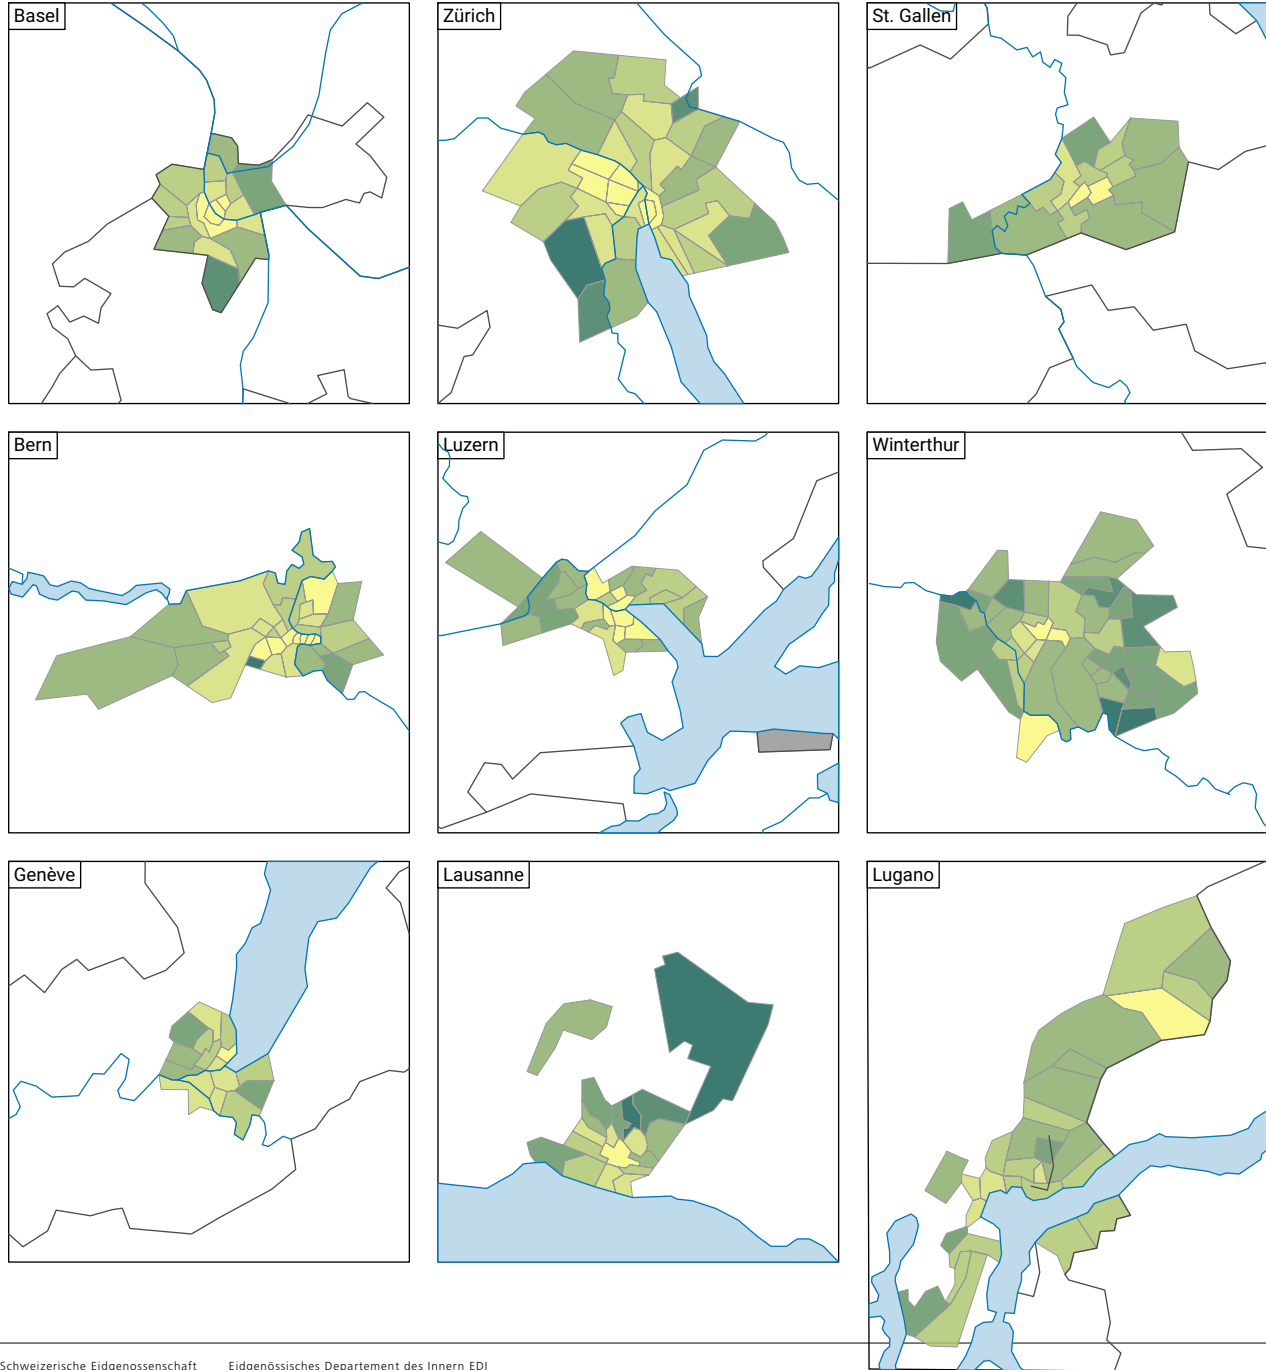 Basel
Zürich
St. Gallen
Bern
Luzern
Winterthur
Genève
Lausanne
Lugano
Schweizerische Eidgenossenschaft Eidgenössisches Departement des Innern EDI